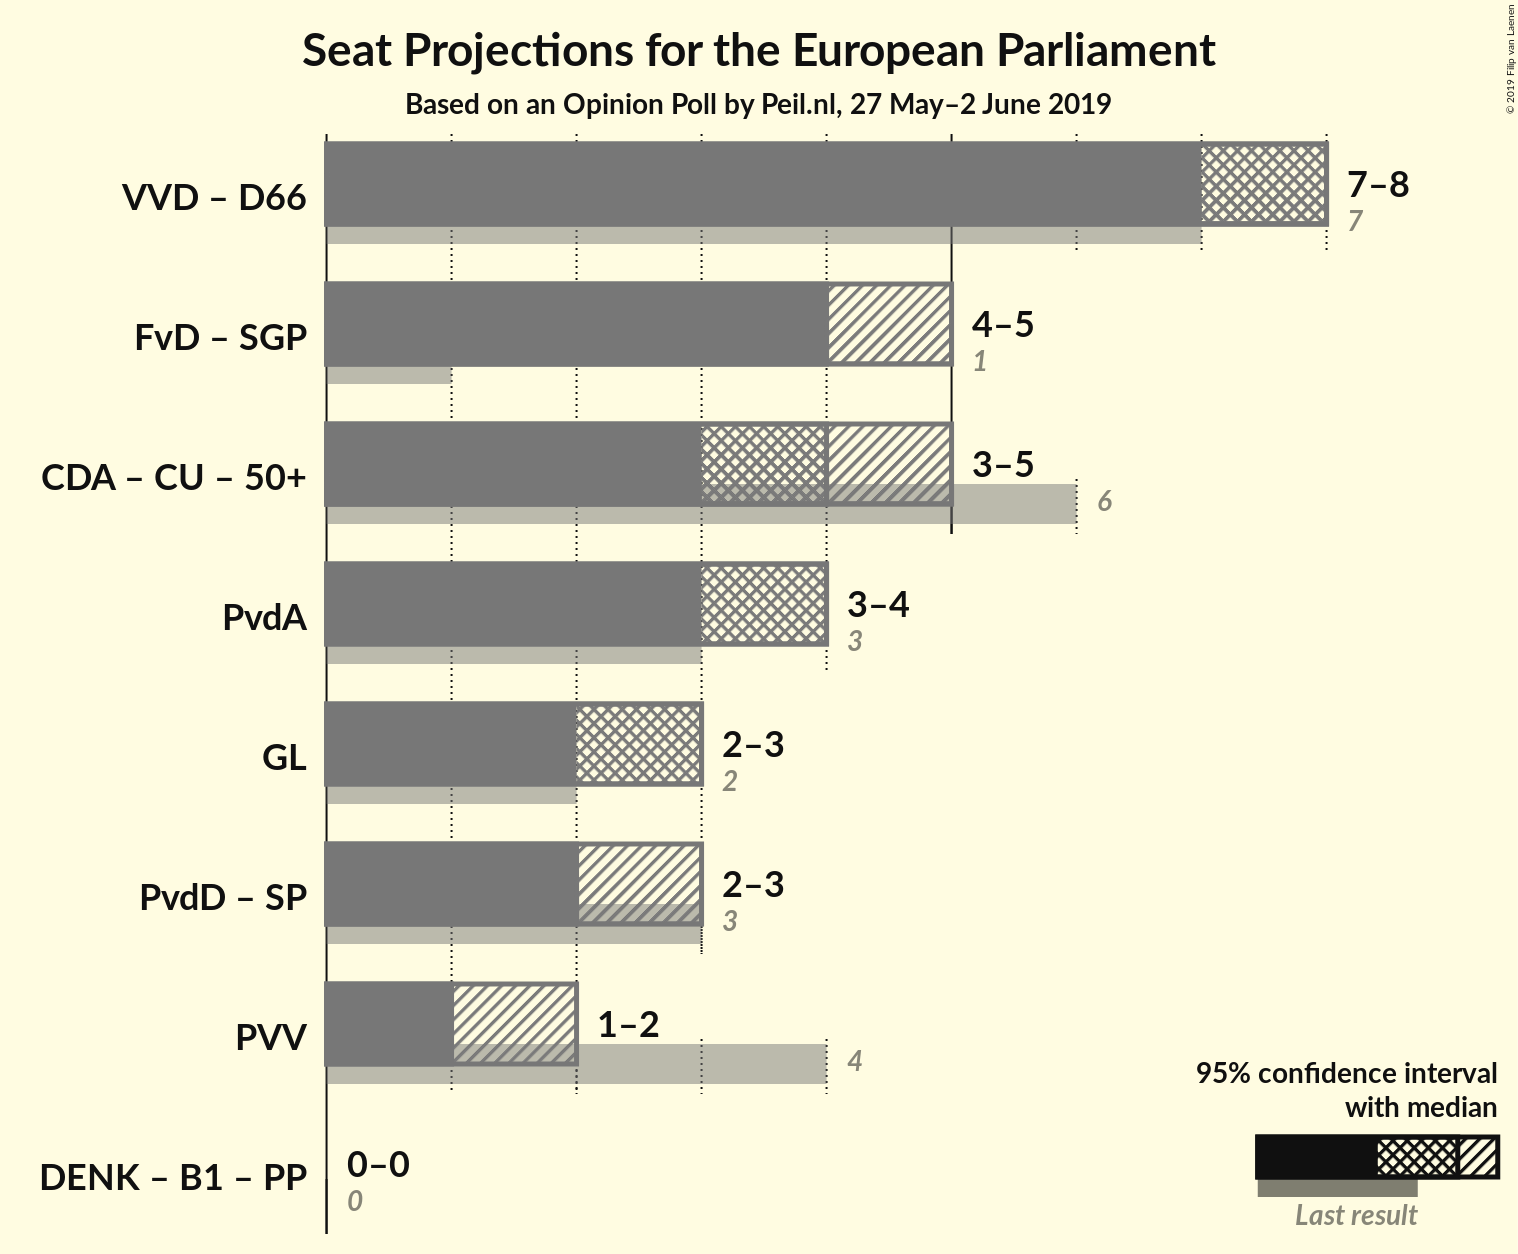 Seat Projections for the European Parliament
Based on an Opinion Poll by Peil.nl, 27 May–2 June 2019
© 2019 Filip van Laenen
VVD – D66
7–8
7
FvD – SGP
4–5
1
CDA – CU – 50+
3–5
6
PvdA
3–4
3
GL
2–3
2
PvdD – SP
2–3
3
PVV
1–2
4
DENK – B1 – PP
0–0
0
95% confidence interval
with median
Last result